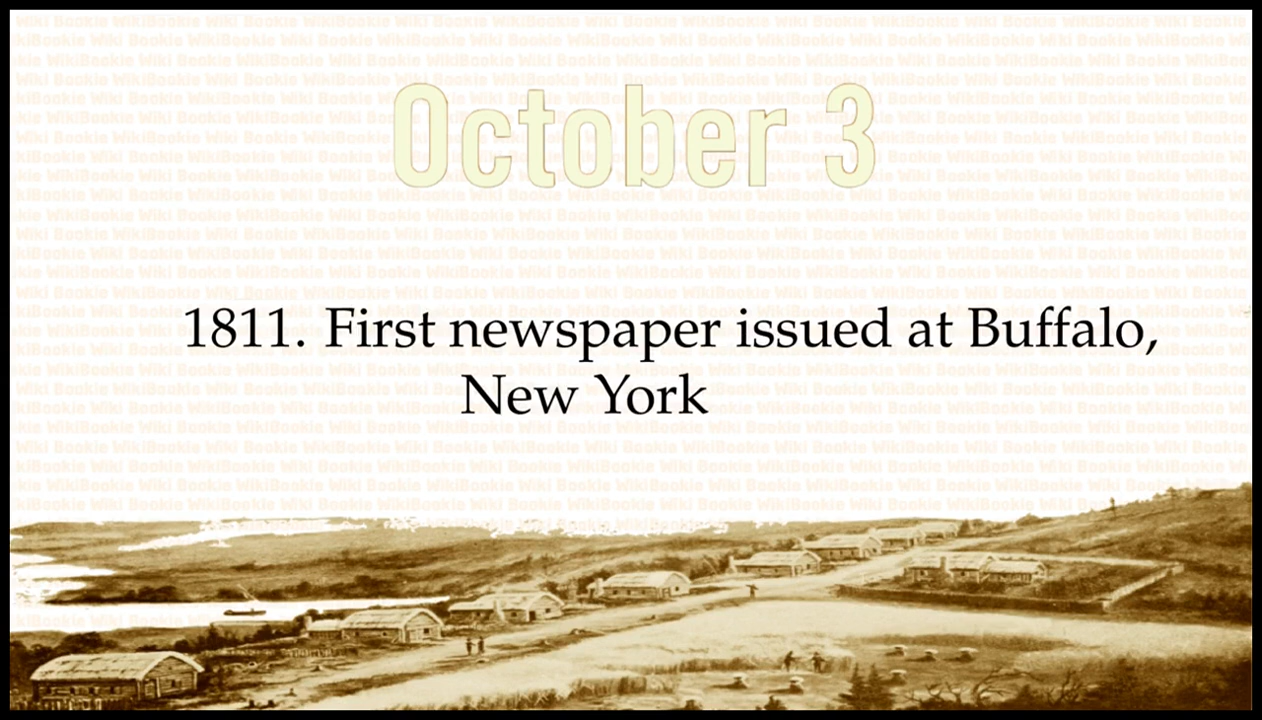 October 3
1811. First newspaper issued at Buffalo,
New York